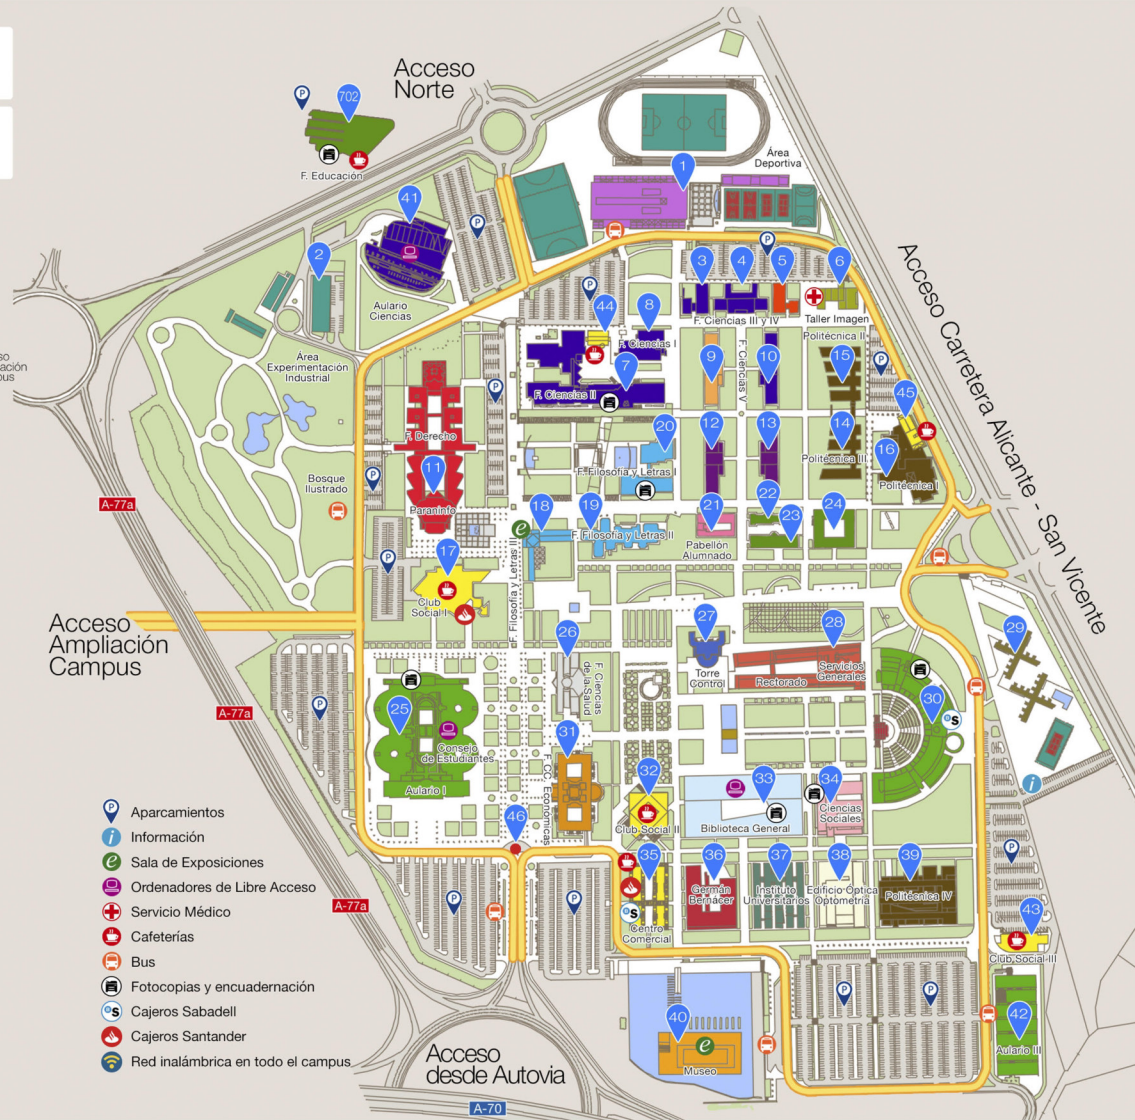 Acceso
Norte
P
702
F. Educación
Área
Deportiva
1
41
P
2
Aulario
Ciencias
P
3
4
5
6
P
F. Ciencias III y IV
Taller Imagen
Acceso Carretera Alicante - San Vicente
44
8
F. Ciencias I
7
F. Ciencias II
9
F. Ciencias V
10
Politécnica II
15
P
45
Área
Experimentación
Industrial
P
F. Derecho
20
12
13
14
Politécnica III
16
Politécnica I
F. Filosofía y Letras I
11
Paraninfo
Bosque
Ilustrado
P
A-77a
18
19
F. Filosofía y Letras II
21
Pabellón
Alumnado
22
23
24
F. Filosofía y Letras III
e
17
P
Club
Social I
Acceso
Ampliación
Campus
26
F. Ciencias
de la Salud
27
Torre
Control
28
Servicios
Generales
Rectorado
29
30
S
A-77a
P
25
Consejo
de Estudiantes
Aulario I
31
F. CC. Económicas
32
Club Social II
33
Biblioteca General
34
Ciencias
Sociales
i
46
35
Centro
Comercial
S
36
Germán
Bernácer
37
Instituto
Universitarios
38
Edificio Óptica
Optometría
39
Politécnica IV
P
43
Club Social III
A-77a
P
P
P
P
42
Aulario III
40
e
Museo
Acceso
desde Autovia
A-70
P Aparcamientos
i Información
e Sala de Exposiciones
Ordenadores de Libre Acceso
Servicio Médico
Cafeterías
Bus
Fotocopias y encuadernación
S Cajeros Sabadell
Cajeros Santander
Red inalámbrica en todo el campus